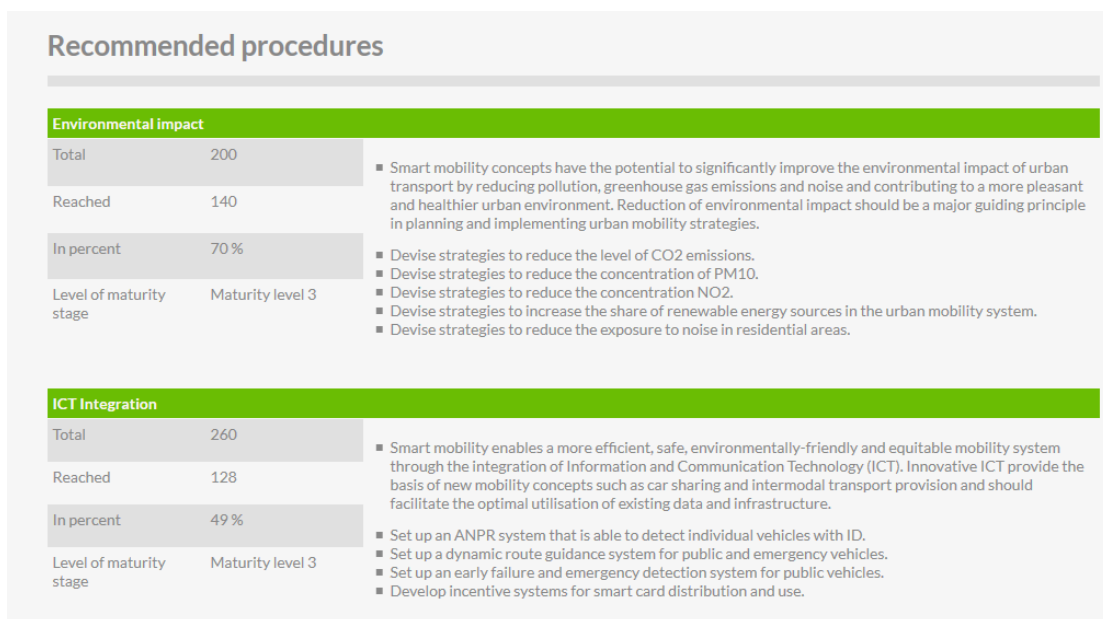 Recommended procedures
Environmental impact
Total 200
Reached 140
In percent 70 %
Level of maturity Maturity level 3
stage
■ Smart mobility concepts have the potential to significantly improve the environmental impact of urban
transport by reducing pollution, greenhouse gas emissions and noise and contributing to a more pleasant
and healthier urban environment. Reduction of environmental impact should be a major guiding principle
in planning and implementing urban mobility strategies.
■ Devise strategies to reduce the level of CO2 emissions.
■ Devise strategies to reduce the concentration of PM10.
■ Devise strategies to reduce the concentration NO2.
■ Devise strategies to increase the share of renewable energy sources in the urban mobility system.
■ Devise strategies to reduce the exposure to noise in residential areas.
ICT Integration
Total 260
Reached 128
In percent 49 %
Level of maturity Maturity level 3
stage
■ Smart mobility enables a more efficient, safe, environmentally-friendly and equitable mobility system
through the integration of Information and Communication Technology (ICT). Innovative ICT provide the
basis of new mobility concepts such as car sharing and intermodal transport provision and should
facilitate the optimal utilisation of existing data and infrastructure.
■ Set up an ANPR system that is able to detect individual vehicles with ID.
■ Set up a dynamic route guidance system for public and emergency vehicles.
■ Set up an early failure and emergency detection system for public vehicles.
■ Develop incentive systems for smart card distribution and use.